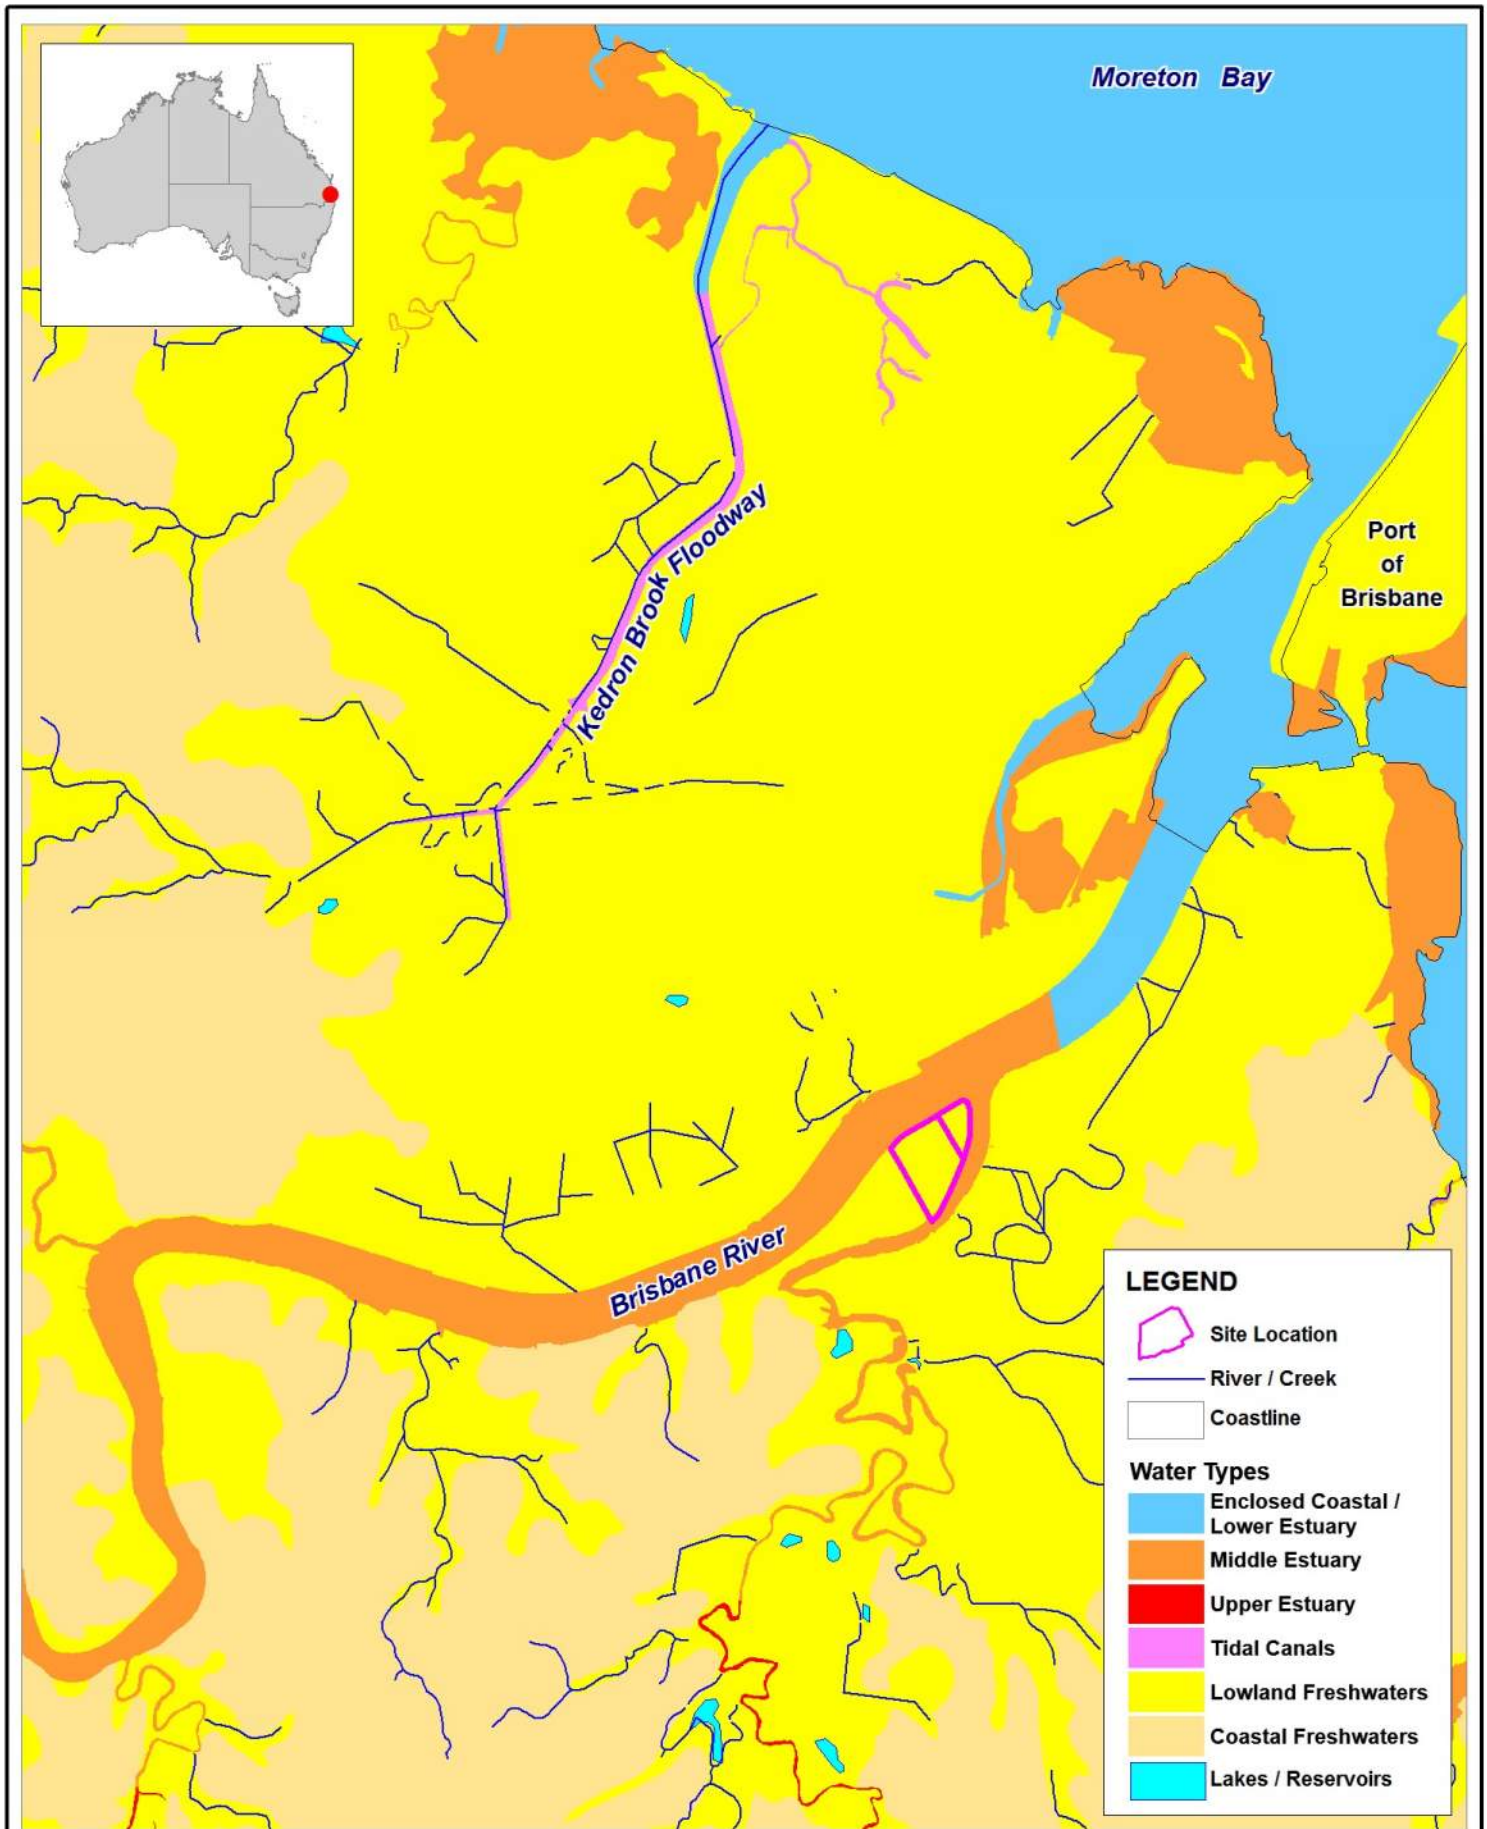 Moreton Bay
Port
of
Brisbane
Kedron Brook Floodway
Brisbane River
LEGEND
Site Location
River / Creek
Coastline
Water Types
Enclosed Coastal /
Lower Estuary
Middle Estuary
Upper Estuary
Tidal Canals
Lowland Freshwaters
Coastal Freshwaters
Lakes / Reservoirs